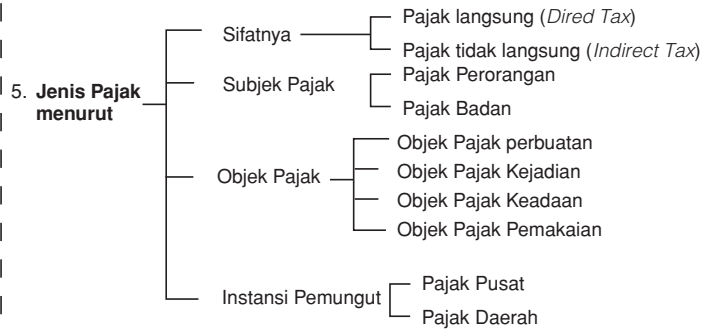 5. Jenis Pajak menurut
Sifatnya
Pajak langsung (Dired Tax)
Pajak tidak langsung (Indirect Tax)
Subjek Pajak
Pajak Perorangan
Pajak Badan
Objek Pajak
Objek Pajak perbuatan
Objek Pajak Kejadian
Objek Pajak Keadaan
Objek Pajak Pemakaian
Instansi Pemungut
Pajak Pusat
Pajak Daerah